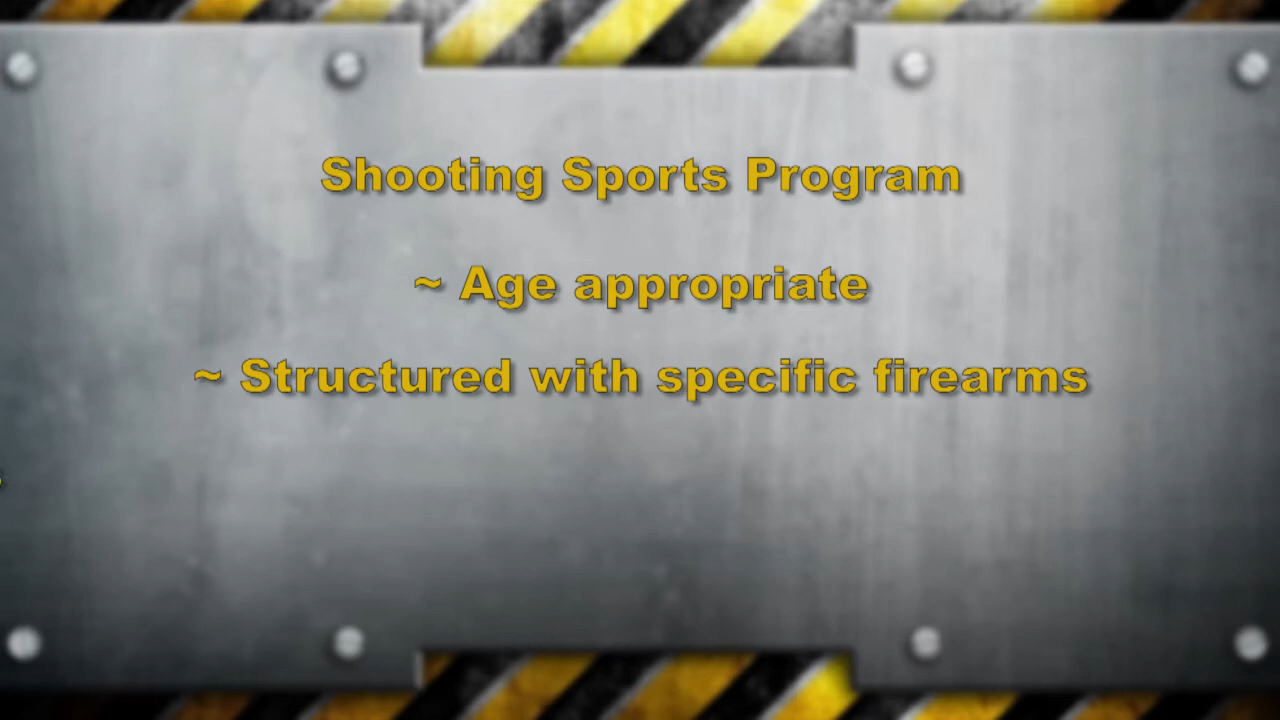 Shooting Sports Program
~ Age appropriate
~ Structured with specific firearms